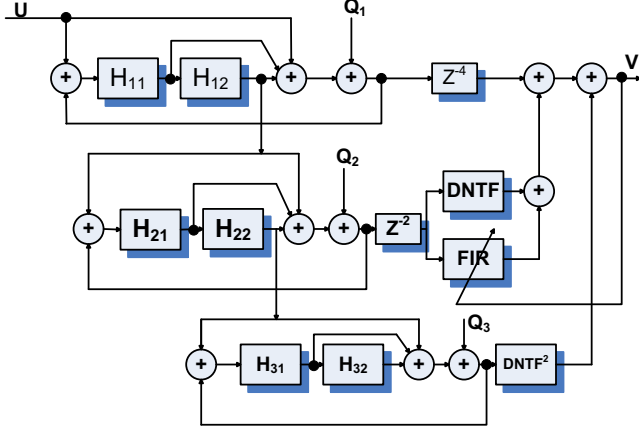 U
Q1
V
+
H11
H12
+
+
Z-4
+
+
Q2
+
H21
H22
+
+
Z-2
DNTF
+
FIR
Q3
+
H31
H32
+
+
DNTF2